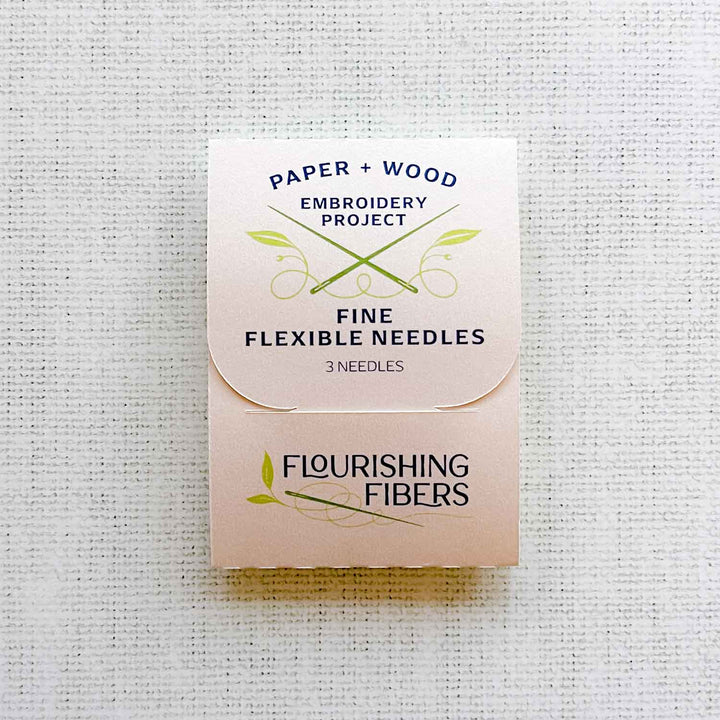 PAPER + WOOD
EMBROIDERY
PROJECT
FINE
FLEXIBLE NEEDLES
3 NEEDLES
FLOURISHING
FIBERS